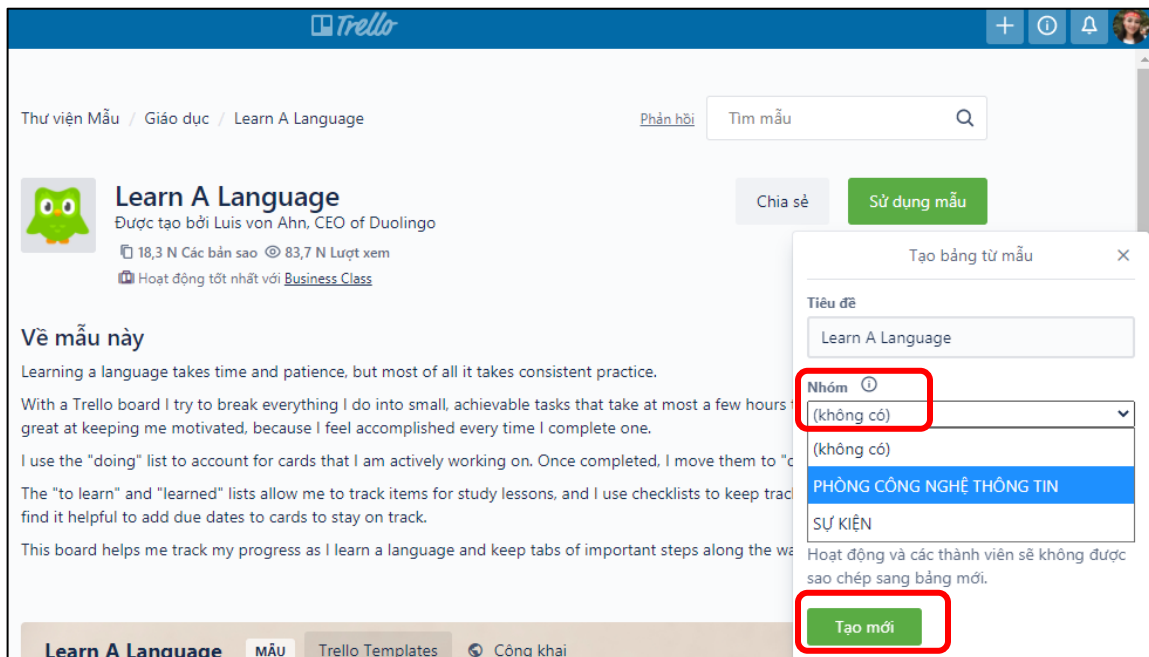 Trello
Thư viện Mẫu / Giáo dục / Learn A Language
Phản hồi
Tìm mẫu
Learn A Language
Được tạo bởi Luis von Ahn, CEO of Duolingo
18,3 N Các bản sao 83,7 N Lượt xem
Hoạt động tốt nhất với Business Class
Chia sẻ
Sử dụng mẫu
Về mẫu này
Learning a language takes time and patience, but most of all it takes consistent practice.
With a Trello board I try to break everything I do into small, achievable tasks that take at most a few hours
great at keeping me motivated, because I feel accomplished every time I complete one.
I use the "doing" list to account for cards that I am actively working on. Once completed, I move them to
The "to learn" and "learned" lists allow me to track items for study lessons, and I use checklists to keep
find it helpful to add due dates to cards to stay on track.
This board helps me track my progress as I learn a language and keep tabs of important steps along the
Tạo bảng từ mẫu
Tiêu đề
Learn A Language
Nhóm
(không có)
(không có)
PHÒNG CÔNG NGHỆ THÔNG TIN
SỰ KIỆN
Hoạt động và các thành viên sẽ không được
sao chép sang bảng mới.
Tạo mới
Learn A Language MẪU Trello Templates Công khai